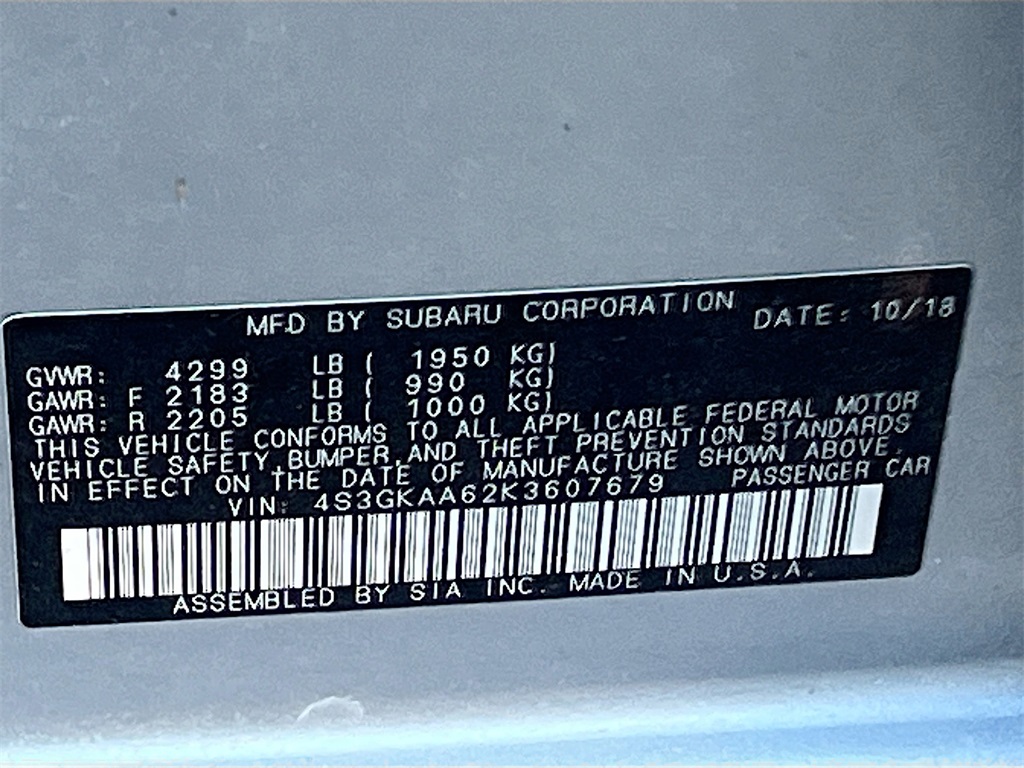 MFD BY SUBARU CORPORATION DATE: 10/18
GVWR: 4299 LB ( 1950 KG)
GAWR: F 2183 LB ( 990 KG)
GAWR: R 2205 LB ( 1000 KG)
THIS VEHICLE CONFORMS TO ALL APPLICABLE FEDERAL MOTOR
VEHICLE SAFETY,BUMPER,AND THEFT PREVENTION STANDARDS
IN EFFECT ON THE DATE OF MANUFACTURE SHOWN ABOVE.
VIN: 4S3GKAA62K3607679 PASSENGER CAR
ASSEMBLED BY SIA INC. MADE IN U.S.A.